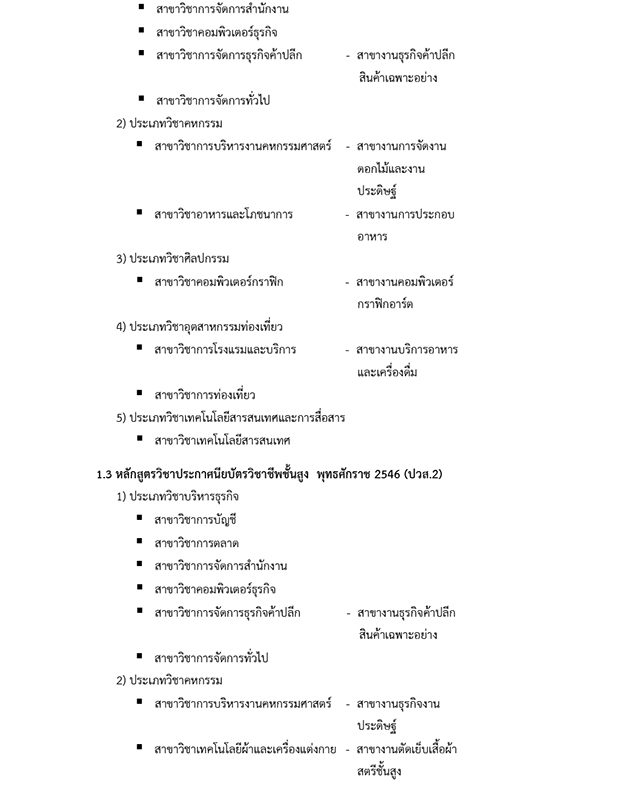 ▪ สาขาวิชาการจัดการสำนักงาน
▪ สาขาวิชาคอมพิวเตอร์ธุรกิจ
▪ สาขาวิชาการจัดการธุรกิจค้าปลีก - สาขางานธุรกิจค้าปลีก
สินค้าเฉพาะอย่าง
▪ สาขาวิชาการจัดการทั่วไป
2) ประเภทวิชาคหกรรม
▪ สาขาวิชาการบริหารงานคหกรรมศาสตร์ - สาขางานการจัดงาน
ดอกไม้และงาน
ประดิษฐ์
▪ สาขาวิชาอาหารและโภชนาการ - สาขางานการประกอบ
อาหาร
3) ประเภทวิชาศิลปกรรม
▪ สาขาวิชาคอมพิวเตอร์กราฟิก - สาขางานคอมพิวเตอร์
กราฟิกอาร์ต
4) ประเภทวิชาอุตสาหกรรมท่องเที่ยว
▪ สาขาวิชาการโรงแรมและบริการ - สาขางานบริการอาหาร
และเครื่องดื่ม
▪ สาขาวิชาการท่องเที่ยว
5) ประเภทวิชาเทคโนโลยีสารสนเทศและการสื่อสาร
▪ สาขาวิชาเทคโนโลยีสารสนเทศ
1.3 หลักสูตรวิชาประกาศนียบัตรวิชาชีพชั้นสูง พุทธศักราช 2546 (ปวส.2)
1) ประเภทวิชาบริหารธุรกิจ
▪ สาขาวิชาการบัญชี
▪ สาขาวิชาการตลาด
▪ สาขาวิชาการจัดการสำนักงาน
▪ สาขาวิชาคอมพิวเตอร์ธุรกิจ
▪ สาขาวิชาการจัดการธุรกิจค้าปลีก - สาขางานธุรกิจค้าปลีก
สินค้าเฉพาะอย่าง
▪ สาขาวิชาการจัดการทั่วไป
2) ประเภทวิชาคหกรรม
▪ สาขาวิชาการบริหารงานคหกรรมศาสตร์ - สาขางานธุรกิจงาน
ประดิษฐ์
▪ สาขาวิชาเทคโนโลยีผ้าและเครื่องแต่งกาย - สาขางานตัดเย็บเสื้อผ้า
สตรีชั้นสูง